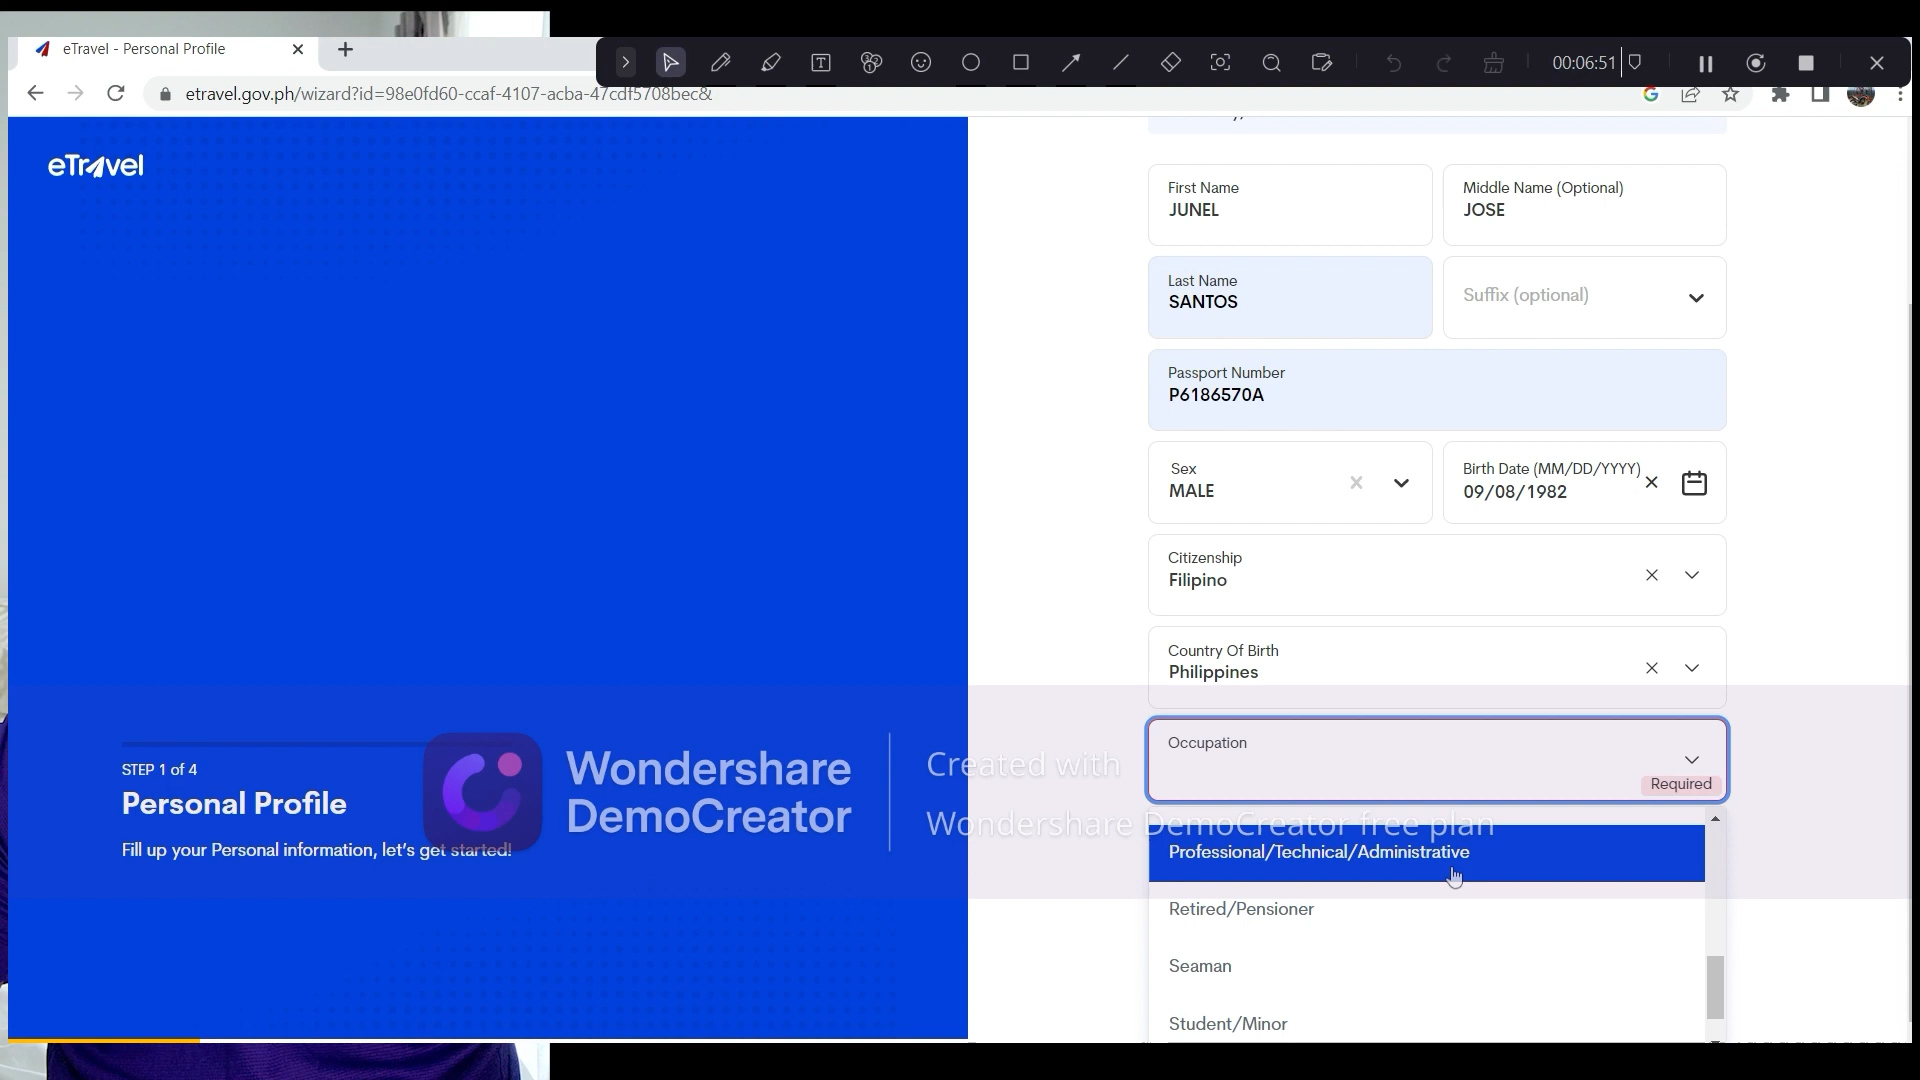 eTravel - Personal Profile
00:06:51
etravel.gov.ph/wizard?id=98e0fd60-ccaf-4107-acba-47cdf5708bec&
eTravel
First Name
JUNEL
Middle Name (Optional)
JOSE
Last Name
SANTOS
Suffix (optional)
Passport Number
P6186570A
Sex
MALE
Birth Date (MM/DD/YYYY)
09/08/1982
Citizenship
Filipino
Country Of Birth
Philippines
Occupation
Required
Professional/Technical/Administrative
Retired/Pensioner
Seaman
Student/Minor
STEP 1 of 4
Personal Profile
Fill up your Personal information, let's get started!
Wondershare
DemoCreator
Created with
Wondershare DemoCreator free plan